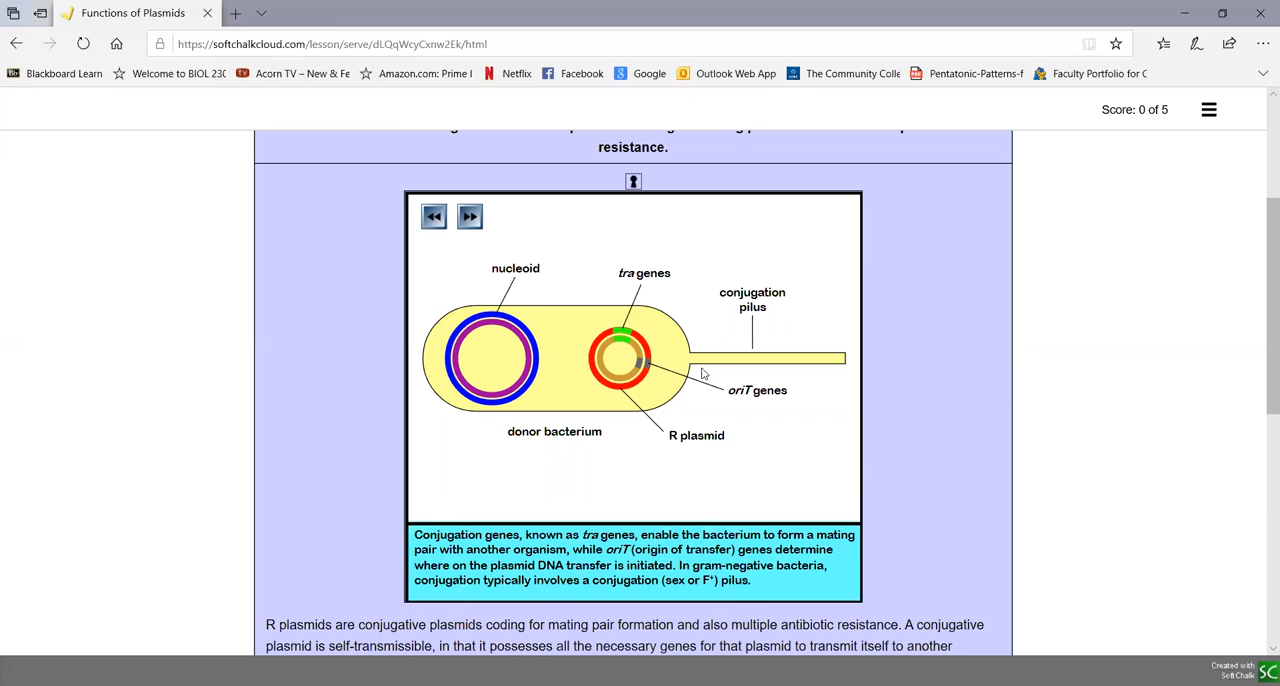 Functions of Plasmids
https://softchalkcloud.com/lesson/serve/dLQqWcyCxnw2Ek/html
Blackboard Learn Welcome to BIOL 230 Acorn TV – New & Fe Amazon.com: Prime I Netflix Facebook Google Outlook Web App The Community Colle Pentatonic-Patterns-f Faculty Portfolio for C
Score: 0 of 5
resistance.
nucleoid
tra genes
conjugation
pilus
oriT genes
donor bacterium
R plasmid
Conjugation genes, known as tra genes, enable the bacterium to form a mating
pair with another organism, while oriT (origin of transfer) genes determine
where on the plasmid DNA transfer is initiated. In gram-negative bacteria,
conjugation typically involves a conjugation (sex or F+) pilus.
R plasmids are conjugative plasmids coding for mating pair formation and also multiple antibiotic resistance. A conjugative
plasmid is self-transmissible, in that it possesses all the necessary genes for that plasmid to transmit itself to another
Created with
SoftChalk
SC